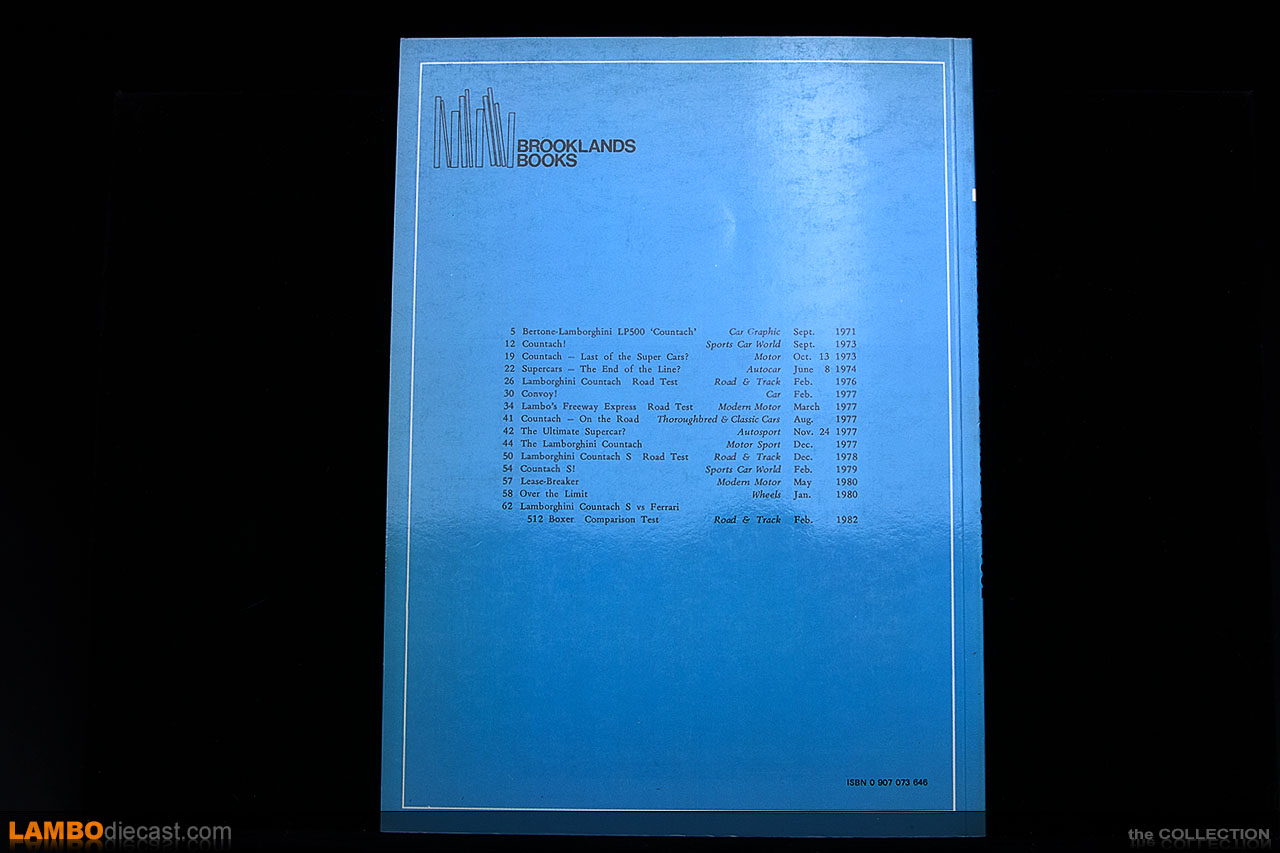 BROOKLANDS
BOOKS
5 Bertone-Lamborghini LP500 'Countach' Car Graphic Sept. 1971
12 Countach! Sports Car World Sept. 1973
19 Countach – Last of the Super Cars? Motor Oct. 13 1973
22 Supercars – The End of the Line? Autocar June 8 1974
26 Lamborghini Countach Road Test Road & Track Feb. 1976
30 Convoy! Car Feb. 1977
34 Lambo's Freeway Express Road Test Modern Motor March 1977
41 Countach – On the Road Thoroughbred & Classic Cars Aug. 1977
42 The Ultimate Supercar? Autosport Nov. 24 1977
44 The Lamborghini Countach Motor Sport Dec. 1977
50 Lamborghini Countach S Road Test Road & Track Dec. 1978
54 Countach S! Sports Car World Feb. 1979
57 Lease-Breaker Modern Motor May 1980
58 Over the Limit Wheels Jan. 1980
62 Lamborghini Countach S vs Ferrari
512 Boxer Comparison Test Road & Track Feb. 1982
ISBN 0 907 073 646
LAMBOdiecast.com
the COLLECTION